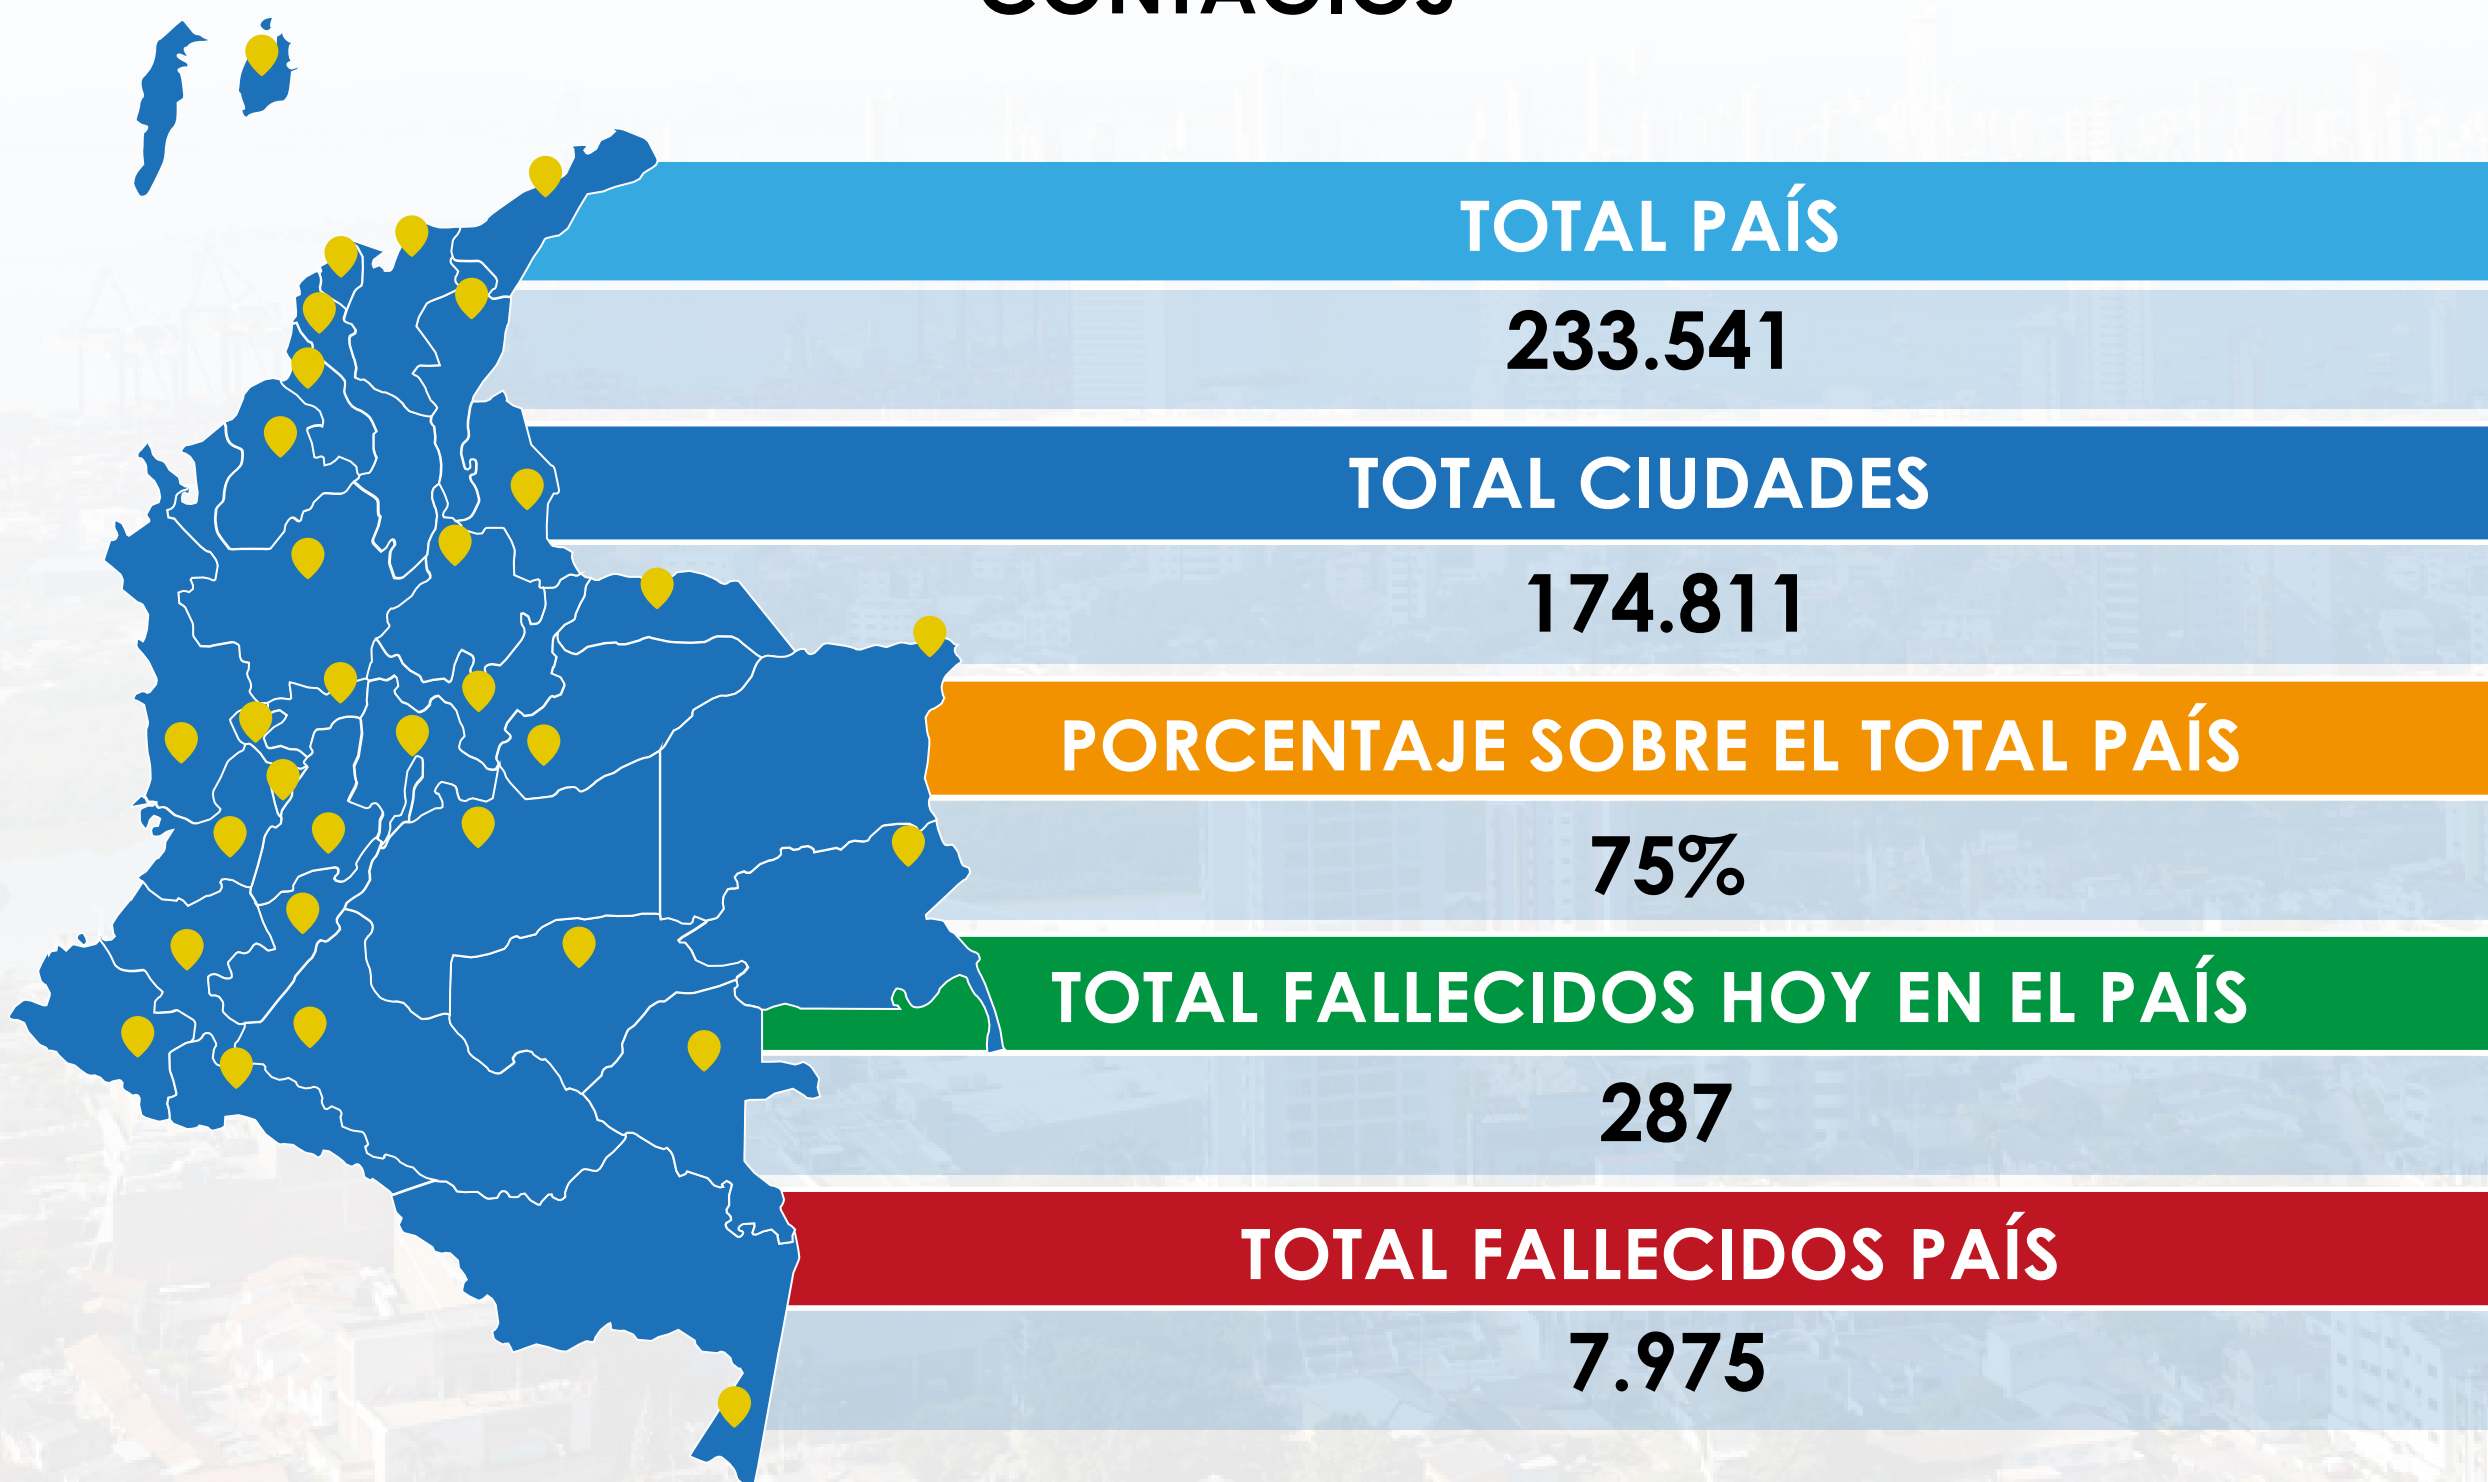 CONTAGIOS
TOTAL PAÍS
233.541
TOTAL CIUDADES
174.811
PORCENTAJE SOBRE EL TOTAL PAÍS
75%
TOTAL FALLECIDOS HOY EN EL PAÍS
287
TOTAL FALLECIDOS PAÍS
7.975